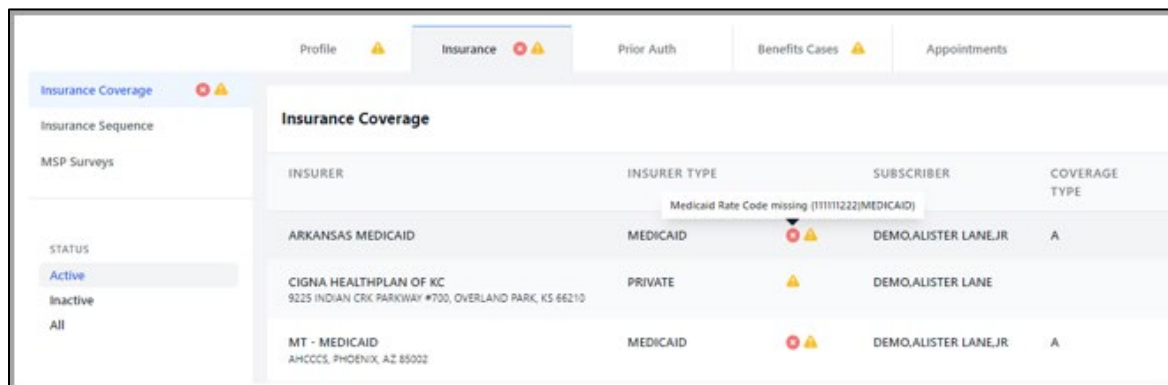 Profile
Insurance
Prior Auth
Benefits Cases
Appointments
Insurance Coverage
Insurance Sequence
MSP Surveys
STATUS
Active
Inactive
All
Insurance Coverage
INSURER
INSURER TYPE
SUBSCRIBER
COVERAGE
TYPE
Medicaid Rate Code missing (111111222|MEDICAID)
ARKANSAS MEDICAID
MEDICAID
DEMO,ALISTER LANE,JR
A
CIGNA HEALTHPLAN OF KC
9225 INDIAN CRK PARKWAY #700, OVERLAND PARK, KS 66210
PRIVATE
DEMO,ALISTER LANE
MT - MEDICAID
AHCCCS, PHOENIX, AZ 85002
MEDICAID
DEMO,ALISTER LANE,JR
A